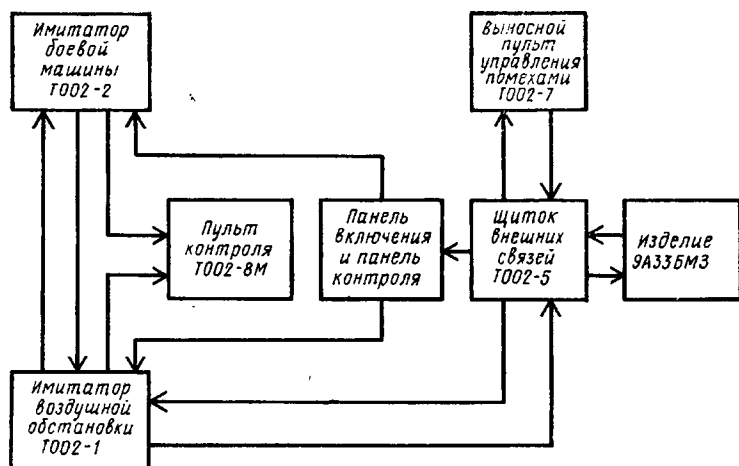 Имитатор
боевой
машины
Т002-2
Выносной
пульт
управления
помехами
Т002-7
Пульт
контроля
Т002-8М
Панель
включения
и панель
контроля
Щиток
внешних
связей
Т002-5
Изделие
9А33БМ3
Имитатор
воздушной
обстановки
Т002-1